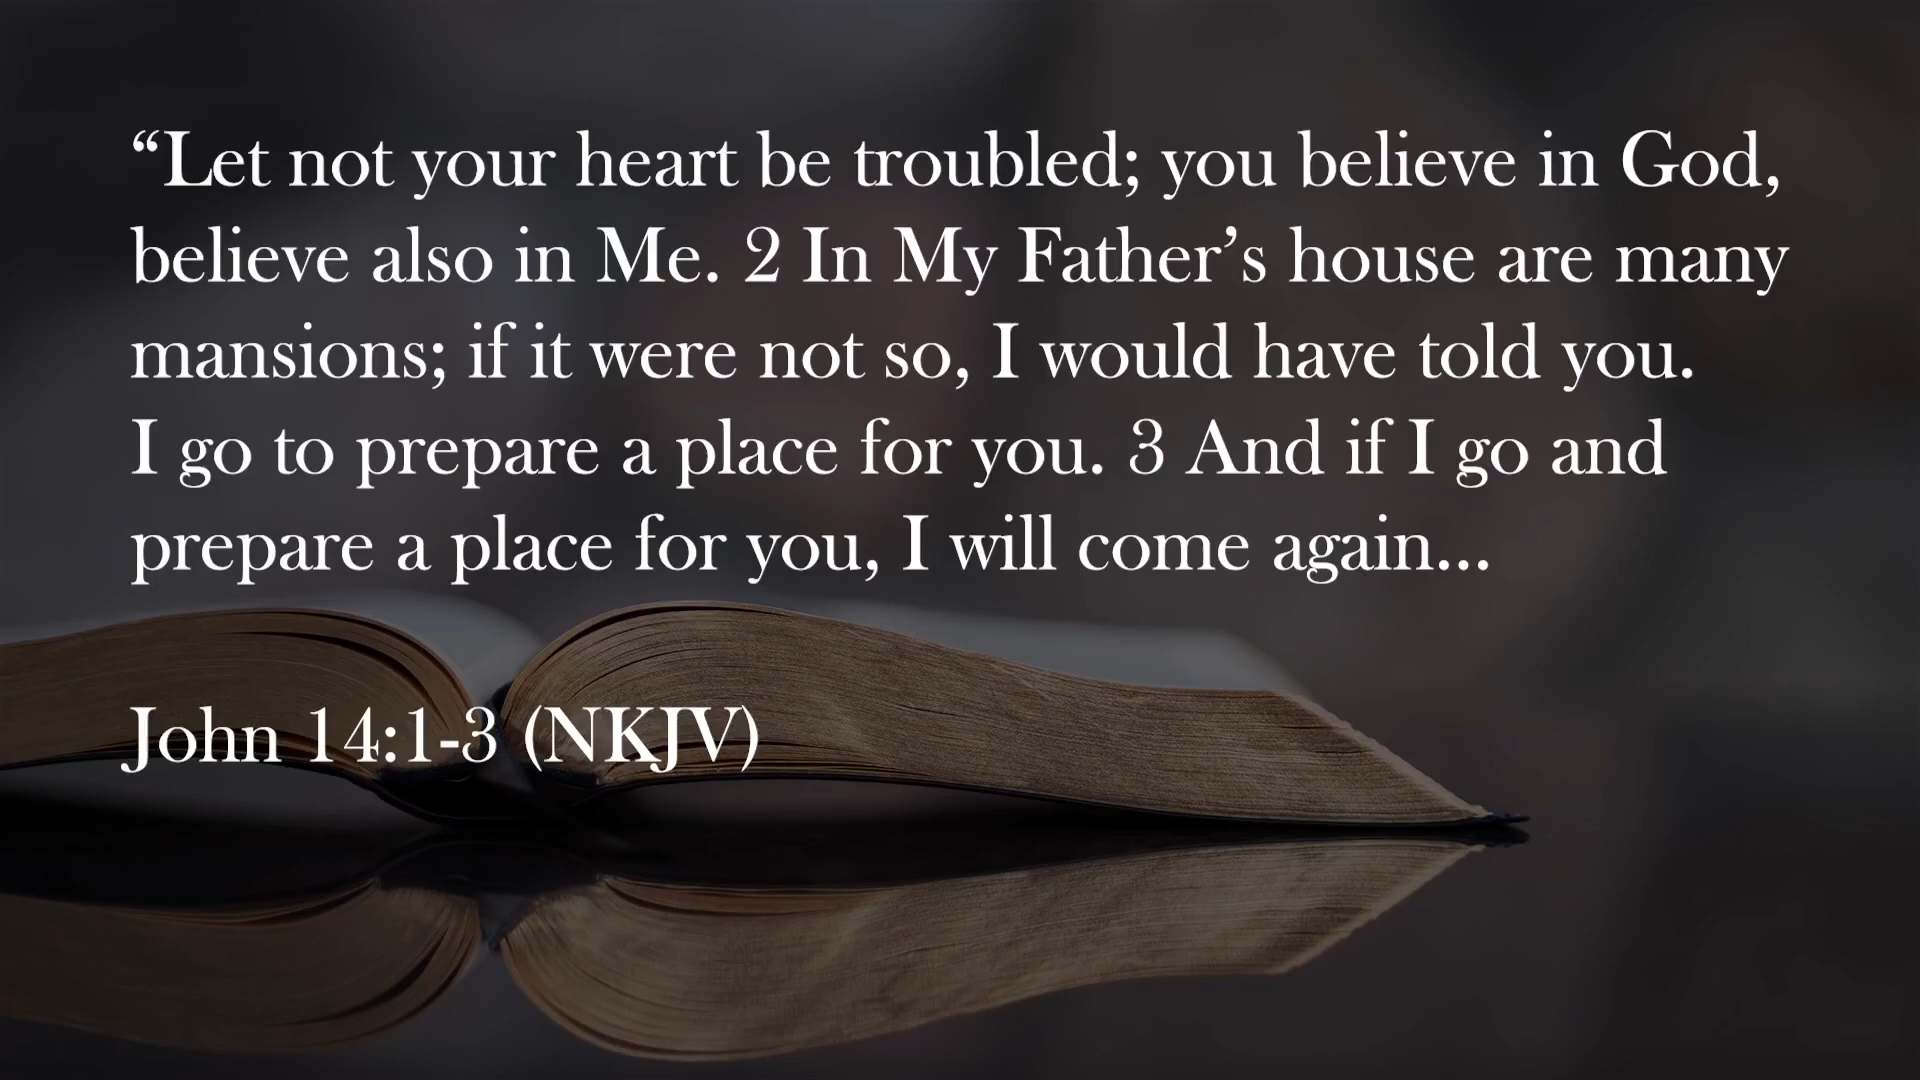 “Let not your heart be troubled; you believe in God,
believe also in Me. 2 In My Father’s house are many
mansions; if it were not so, I would have told you.
I go to prepare a place for you. 3 And if I go and
prepare a place for you, I will come again...
John 14:1-3 (NKJV)